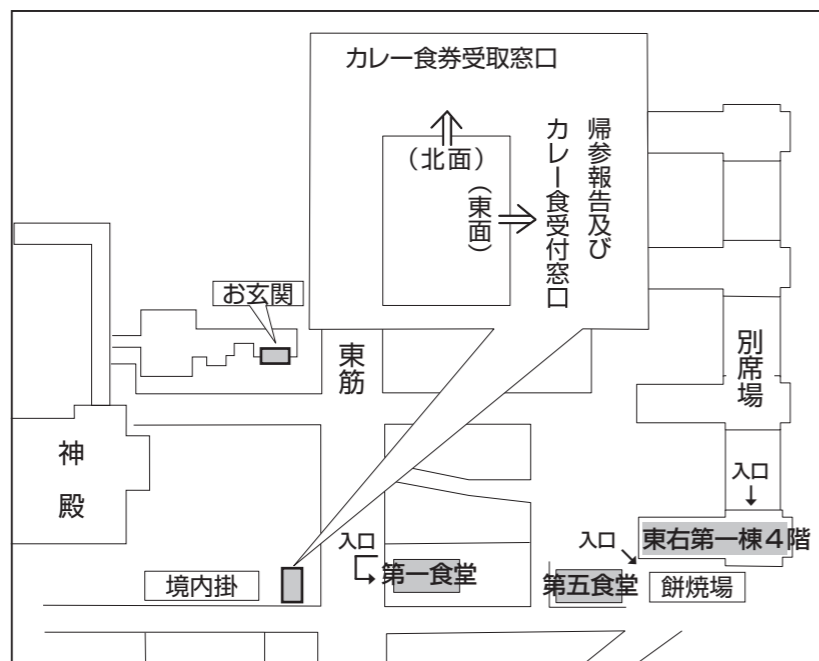 カレー食券受取窓口
(北面)
(東面)
帰参報告及び
カレー食受付窓口
お玄関
東筋
別席場
神殿
入口
東右第一棟4階
入口
入口
第一食堂
第五食堂
餅焼場
境内掛